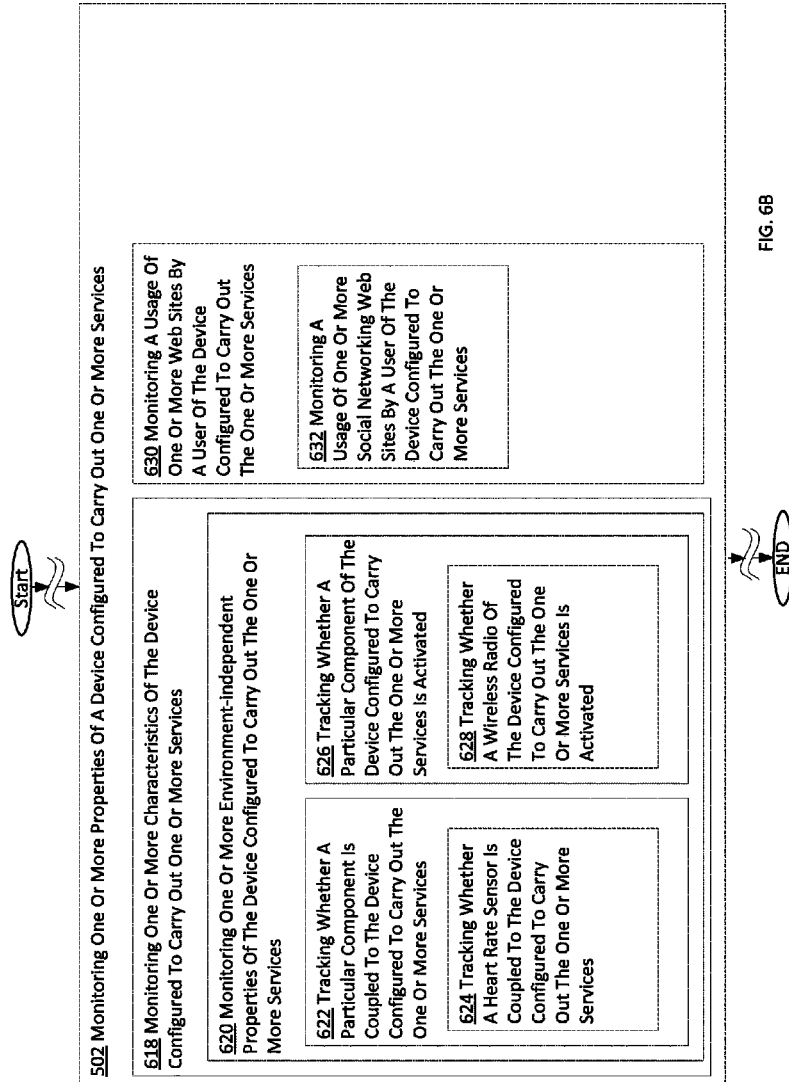 Start
502 Monitoring One Or More Properties Of A Device Configured To Carry Out One Or More Services
618 Monitoring One Or More Characteristics Of The Device
Configured To Carry Out One Or More Services
620 Monitoring One Or More Environment-Independent
Properties Of The Device Configured To Carry Out The One Or
More Services
622 Tracking Whether A
Particular Component Is
Coupled To The Device
Configured To Carry Out The
One Or More Services
624 Tracking Whether
A Heart Rate Sensor Is
Coupled To The Device
Configured To Carry
Out The One Or More
Services
626 Tracking Whether A
Particular Component Of The
Device Configured To Carry
Out The One Or More
Services Is Activated
628 Tracking Whether
A Wireless Radio Of
The Device Configured
To Carry Out The One
Or More Services Is
Activated
630 Monitoring A Usage Of
One Or More Web Sites By
A User Of The Device
Configured To Carry Out
The One Or More Services
632 Monitoring A
Usage Of One Or More
Social Networking Web
Sites By A User Of The
Device Configured To
Carry Out The One Or
More Services
END
FIG. 6B